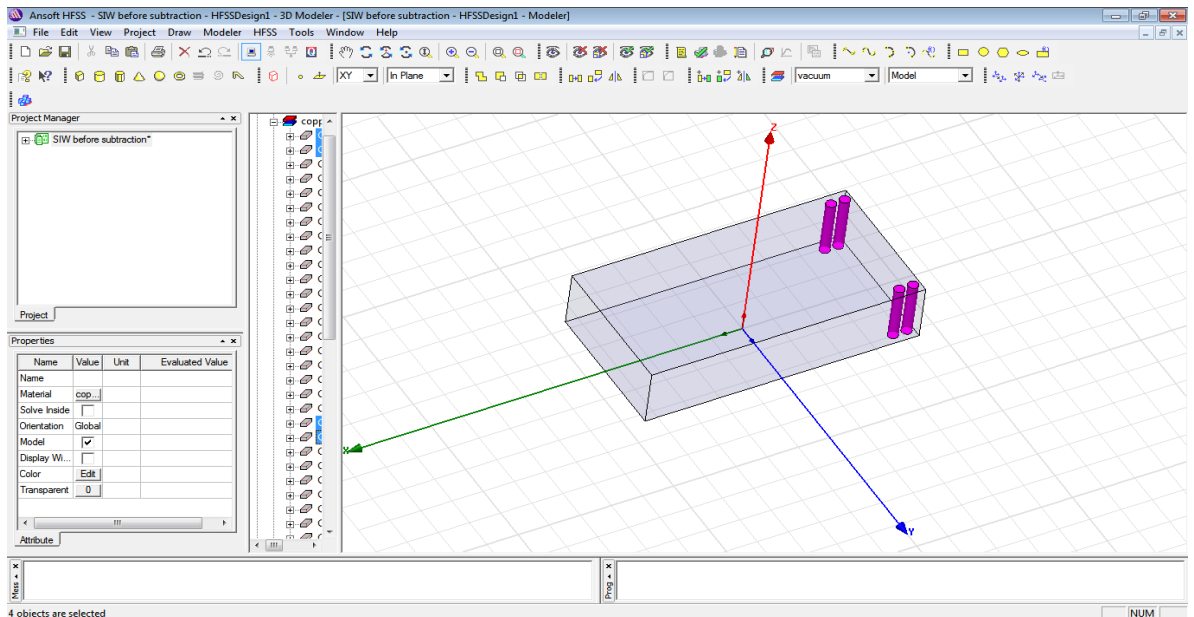 Ansoft HFSS - SIW before subtraction - HFSSDesign1 - 3D Modeler - [SIW before subtraction - HFSSDesign1 - Modeler]
File Edit View Project Draw Modeler HFSS Tools Window Help
XY In Plane vacuum Model
Project Manager
SIW before subtraction*
Project
Properties
Name Value Unit Evaluated Value
Name
Material cop...
Solve Inside
Orientation Global
Model
Display Wi...
Color Edit
Transparent 0
Attribute
copp
Z
X
Y
Mess
Prog
4 objects are selected
NUM